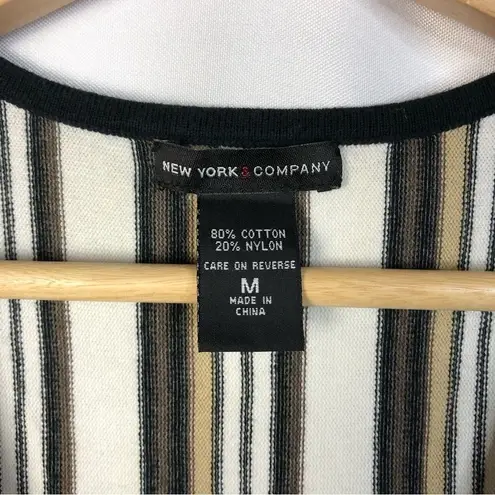 NEW YORK & COMPANY
80% COTTON
20% NYLON
CARE ON REVERSE
M
MADE IN
CHINA